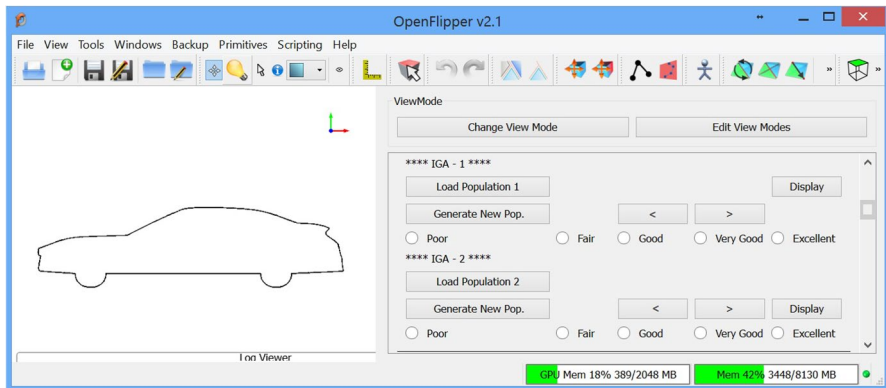 OpenFlipper v2.1
File View Tools Windows Backup Primitives Scripting Help
» »
ViewMode
Change View Mode Edit View Modes
**** IGA - 1 ****
Load Population 1 Display
Generate New Pop. < >
Poor Fair Good Very Good Excellent
**** IGA - 2 ****
Load Population 2
Generate New Pop. < > Display
Poor Fair Good Very Good Excellent
Log Viewer
GPU Mem 18% 389/2048 MB Mem 42% 3448/8130 MB